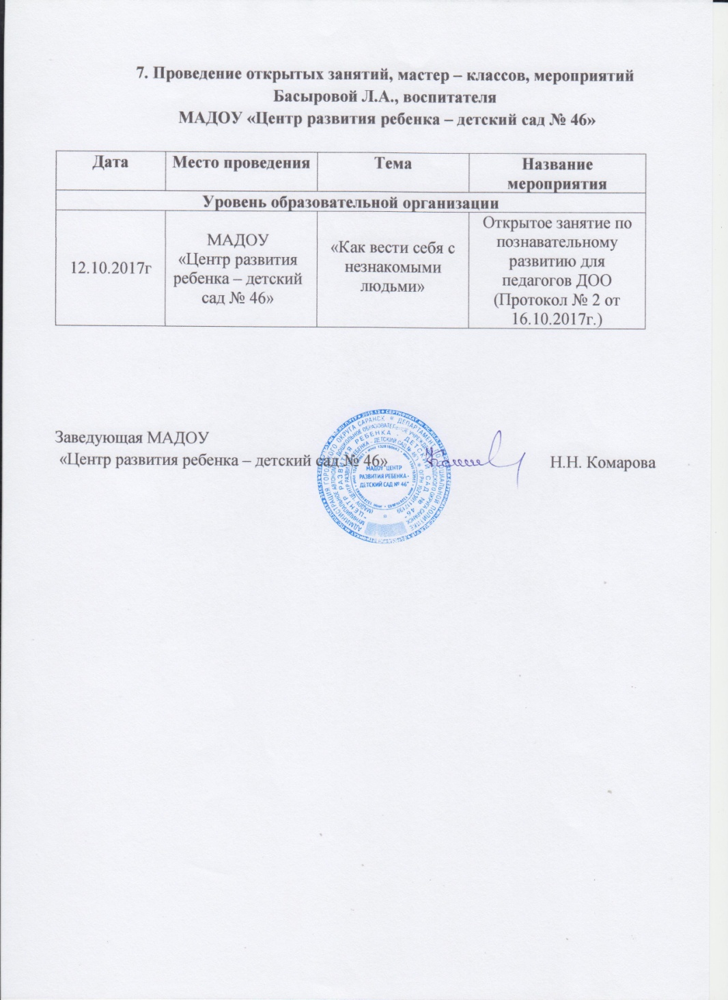 7. Проведение открытых занятий, мастер – классов, мероприятий
Басыровой Л.А., воспитателя
МАДОУ «Центр развития ребенка – детский сад № 46»
Дата
Место проведения
Тема
Название
мероприятия
Уровень образовательной организации
12.10.2017г
МАДОУ
«Центр развития
ребенка – детский
сад № 46»
«Как вести себя с
незнакомыми
людьми»
Открытое занятие по
познавательному
развитию для
педагогов ДОО
(Протокол № 2 от
16.10.2017г.)
Заведующая МАДОУ
«Центр развития ребенка – детский сад № 46»
Н.Н. Комарова
МАДОУ "ЦЕНТР
РАЗВИТИЯ РЕБЕНКА -
ДЕТСКИЙ САД № 46"